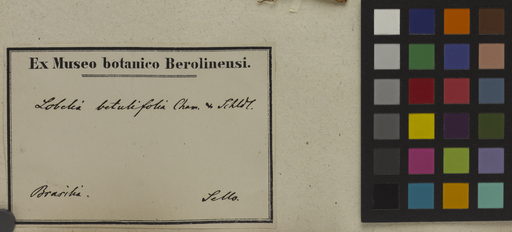 Ex Museo botanico Berolinensi.
Lobelia betulifolia Cham. & Schldl.
Brasilia.
Sello.